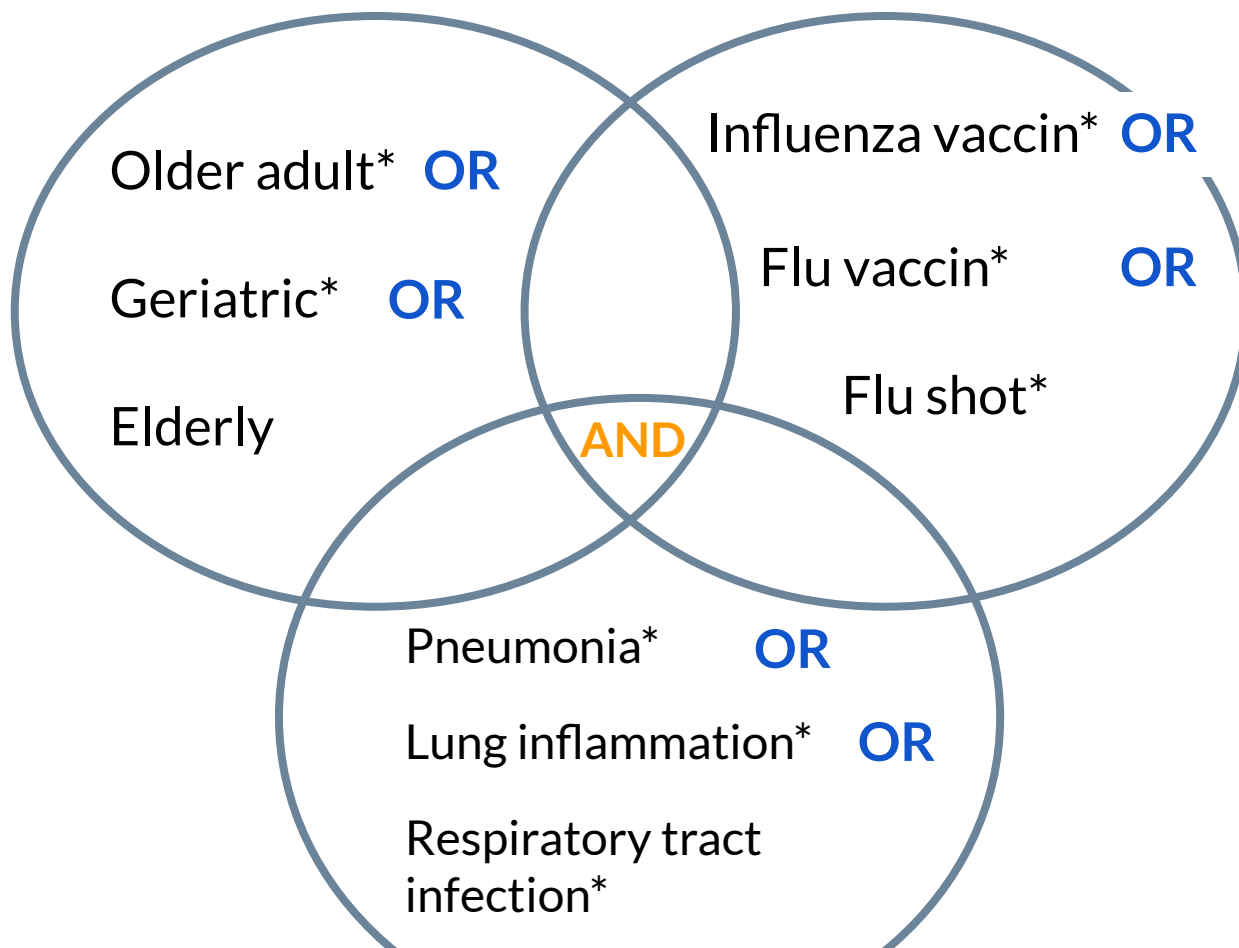 Older adult* OR
Geriatric* OR
Elderly
Influenza vaccin* OR
Flu vaccin* OR
Flu shot*
AND
Pneumonia* OR
Lung inflammation* OR
Respiratory tract
infection*